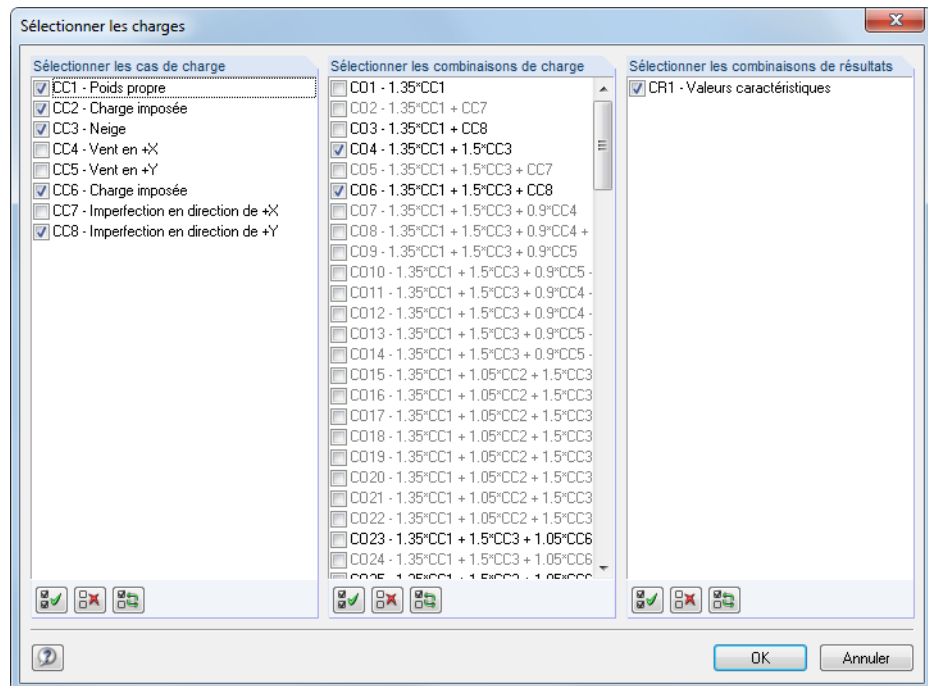 Sélectionner les charges
Sélectionner les cas de charge
CC1 - Poids propre
CC2 - Charge imposée
CC3 - Neige
CC4 - Vent en +X
CC5 - Vent en +Y
CC6 - Charge imposée
CC7 - Imperfection en direction de +X
CC8 - Imperfection en direction de +Y
Sélectionner les combinaisons de charge
CO1 - 1.35*CC1
CO2 - 1.35*CC1 + CC7
CO3 - 1.35*CC1 + CC8
CO4 - 1.35*CC1 + 1.5*CC3
CO5 - 1.35*CC1 + 1.5*CC3 + CC7
CO6 - 1.35*CC1 + 1.5*CC3 + CC8
CO7 - 1.35*CC1 + 1.5*CC3 + 0.9*CC4
CO8 - 1.35*CC1 + 1.5*CC3 + 0.9*CC4 +
CO9 - 1.35*CC1 + 1.5*CC3 + 0.9*CC5
CO10 - 1.35*CC1 + 1.5*CC3 + 0.9*CC5 -
CO11 - 1.35*CC1 + 1.5*CC3 + 0.9*CC4 -
CO12 - 1.35*CC1 + 1.5*CC3 + 0.9*CC4 -
CO13 - 1.35*CC1 + 1.5*CC3 + 0.9*CC5 -
CO14 - 1.35*CC1 + 1.5*CC3 + 0.9*CC5 -
CO15 - 1.35*CC1 + 1.05*CC2 + 1.5*CC3
CO16 - 1.35*CC1 + 1.05*CC2 + 1.5*CC3
CO17 - 1.35*CC1 + 1.05*CC2 + 1.5*CC3
CO18 - 1.35*CC1 + 1.05*CC2 + 1.5*CC3
CO19 - 1.35*CC1 + 1.05*CC2 + 1.5*CC3
CO20 - 1.35*CC1 + 1.05*CC2 + 1.5*CC3
CO21 - 1.35*CC1 + 1.05*CC2 + 1.5*CC3
CO22 - 1.35*CC1 + 1.05*CC2 + 1.5*CC3
CO23 - 1.35*CC1 + 1.5*CC3 + 1.05*CC6
CO24 - 1.35*CC1 + 1.5*CC3 + 1.05*CC6
CO25 - 1.35*CC1 + 1.5*CC3 + 1.05*CC6
Sélectionner les combinaisons de résultats
CR1 - Valeurs caractéristiques
OK
Annuler